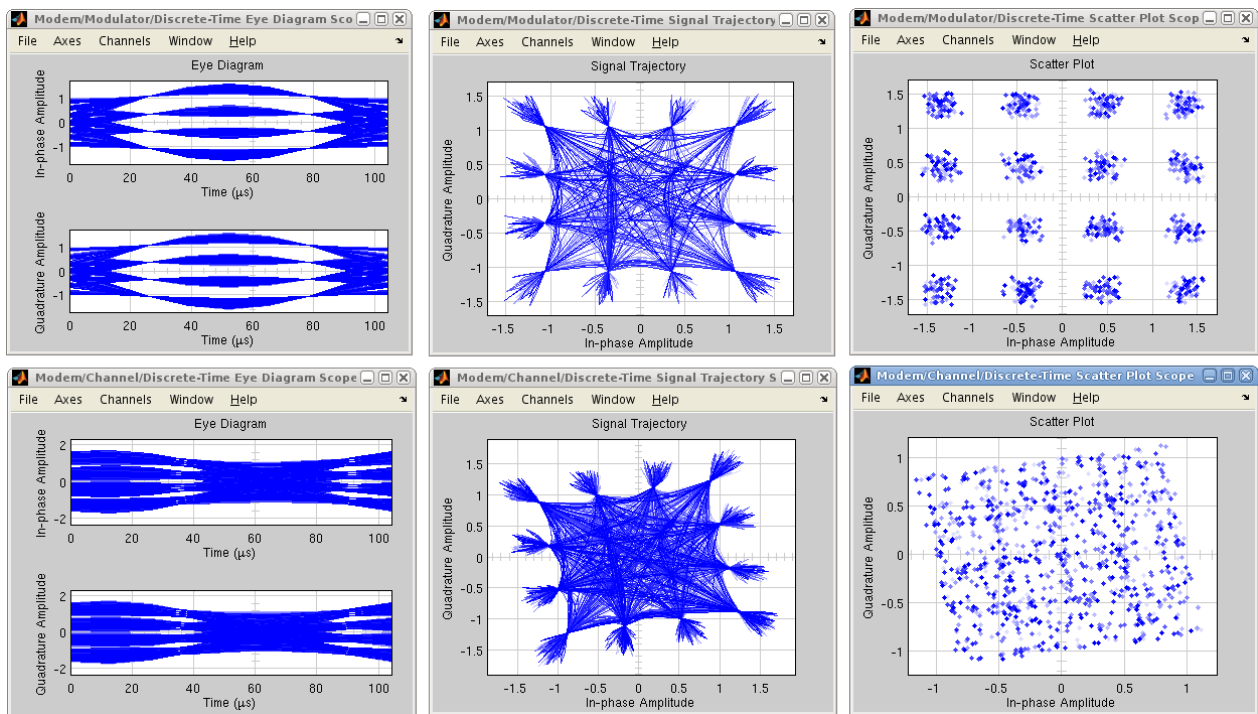 Modem/Modulator/Discrete-Time Eye Diagram Sco
File Axes Channels Window Help
Eye Diagram
In-phase Amplitude
1
0
-1
0 20 40 60 80 100
Time (μs)
Quadrature Amplitude
1
0
-1
0 20 40 60 80 100
Time (μs)
Modem/Modulator/Discrete-Time Signal Trajectory
File Axes Channels Window Help
Signal Trajectory
Quadrature Amplitude
1.5
1
0.5
0
-0.5
-1
-1.5
-1.5 -1 -0.5 0 0.5 1 1.5
In-phase Amplitude
Modem/Modulator/Discrete-Time Scatter Plot Scope
File Axes Channels Window Help
Scatter Plot
Quadrature Amplitude
1.5
1
0.5
0
-0.5
-1
-1.5
-1.5 -1 -0.5 0 0.5 1 1.5
In-phase Amplitude
Modem/Channel/Discrete-Time Eye Diagram Scope
File Axes Channels Window Help
Eye Diagram
In-phase Amplitude
2
0
-2
0 20 40 60 80 100
Time (μs)
Quadrature Amplitude
2
0
-2
0 20 40 60 80 100
Time (μs)
Modem/Channel/Discrete-Time Signal Trajectory S
File Axes Channels Window Help
Signal Trajectory
Quadrature Amplitude
1.5
1
0.5
0
-0.5
-1
-1.5
-1.5 -1 -0.5 0 0.5 1 1.5
In-phase Amplitude
Modem/Channel/Discrete-Time Scatter Plot Scope
File Axes Channels Window Help
Scatter Plot
Quadrature Amplitude
1
0.5
0
-0.5
-1
-1 -0.5 0 0.5 1
In-phase Amplitude